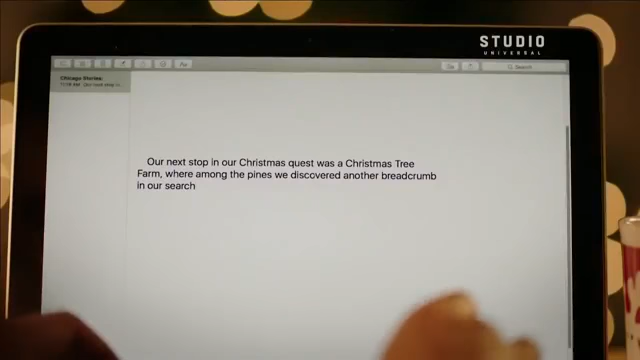 STUDIO
UNIVERSAL
Search
Chicago Stories:
Our next stop in our Christmas quest was a Christmas Tree
Farm, where among the pines we discovered another breadcrumb
in our search